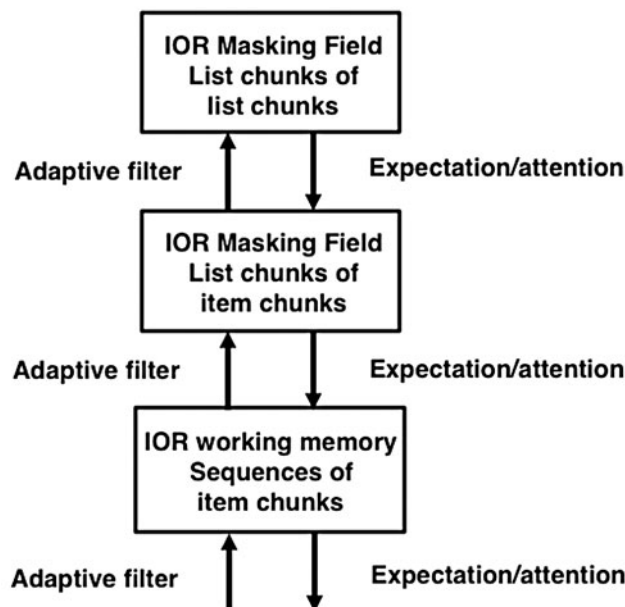 IOR Masking Field
List chunks of
list chunks
Adaptive filter
Expectation/attention
IOR Masking Field
List chunks of
item chunks
Adaptive filter
Expectation/attention
IOR working memory
Sequences of
item chunks
Adaptive filter
Expectation/attention